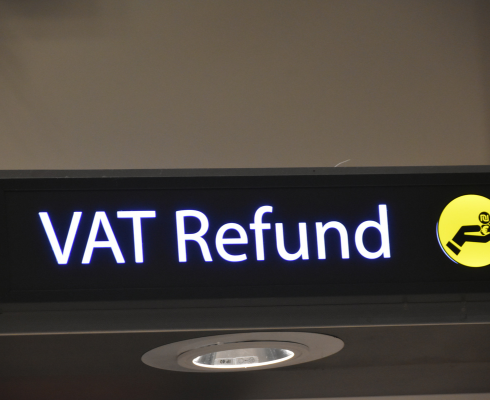 VAT Refund
₪
€